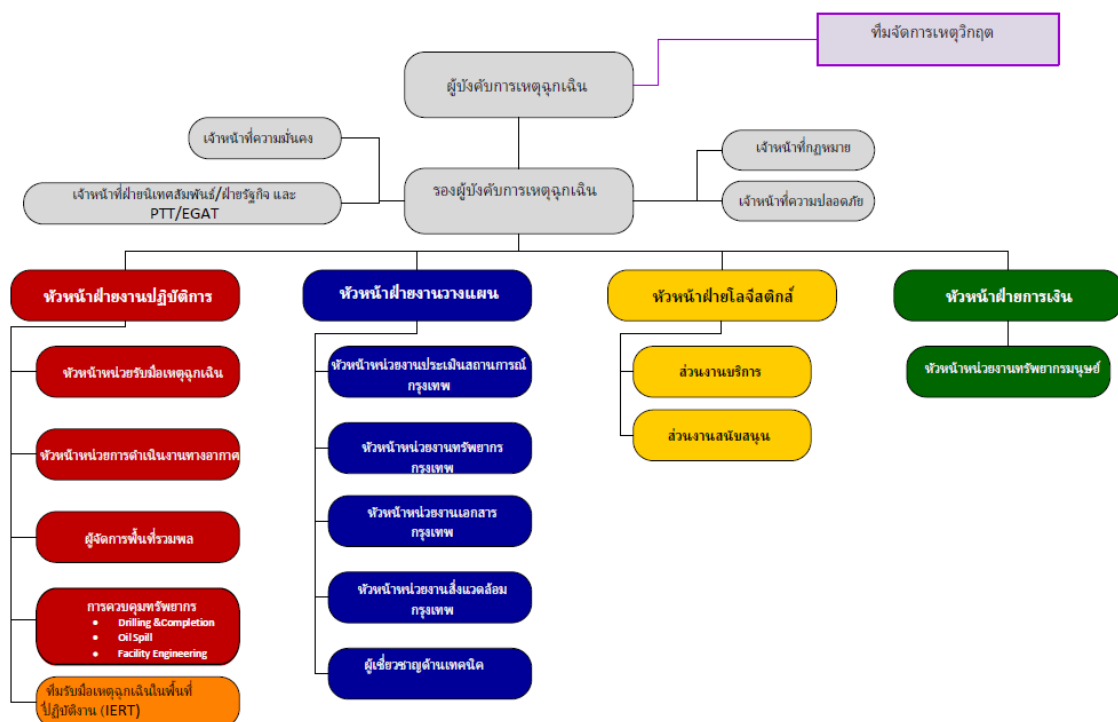 ทีมจัดการเหตุวิกฤต
ผู้บังคับการเหตุฉุกเฉิน
เจ้าหน้าที่ความมั่นคง
เจ้าหน้าที่กฎหมาย
รองผู้บังคับการเหตุฉุกเฉิน
เจ้าหน้าที่ฝ่ายนิเทศสัมพันธ์/ฝ่ายรัฐกิจ และ
PTT/EGAT
เจ้าหน้าที่ความปลอดภัย
หัวหน้าฝ่ายงานปฏิบัติการ
หัวหน้าฝ่ายงานวางแผน
หัวหน้าฝ่ายโลจีสติกส์
หัวหน้าฝ่ายการเงิน
หัวหน้าหน่วยรับมือเหตุฉุกเฉิน
หัวหน้าหน่วยงานประเมินสถานการณ์
กรุงเทพ
ส่วนงานบริการ
หัวหน้าหน่วยงานทรัพยากรมนุษย์
หัวหน้าหน่วยการดำเนินงานทางอากาศ
หัวหน้าหน่วยงานทรัพยากร
กรุงเทพ
ส่วนงานสนับสนุน
ผู้จัดการพื้นที่รวมพล
หัวหน้าหน่วยงานเอกสาร
กรุงเทพ
การควบคุมทรัพยากร
• Drilling &Completion
• Oil Spill
• Facility Engineering
หัวหน้าหน่วยงานสิ่งแวดล้อม
กรุงเทพ
ผู้เชี่ยวชาญด้านเทคนิค
ทีมรับมือเหตุฉุกเฉินในพื้นที่
ปฏิบัติงาน (IERT)